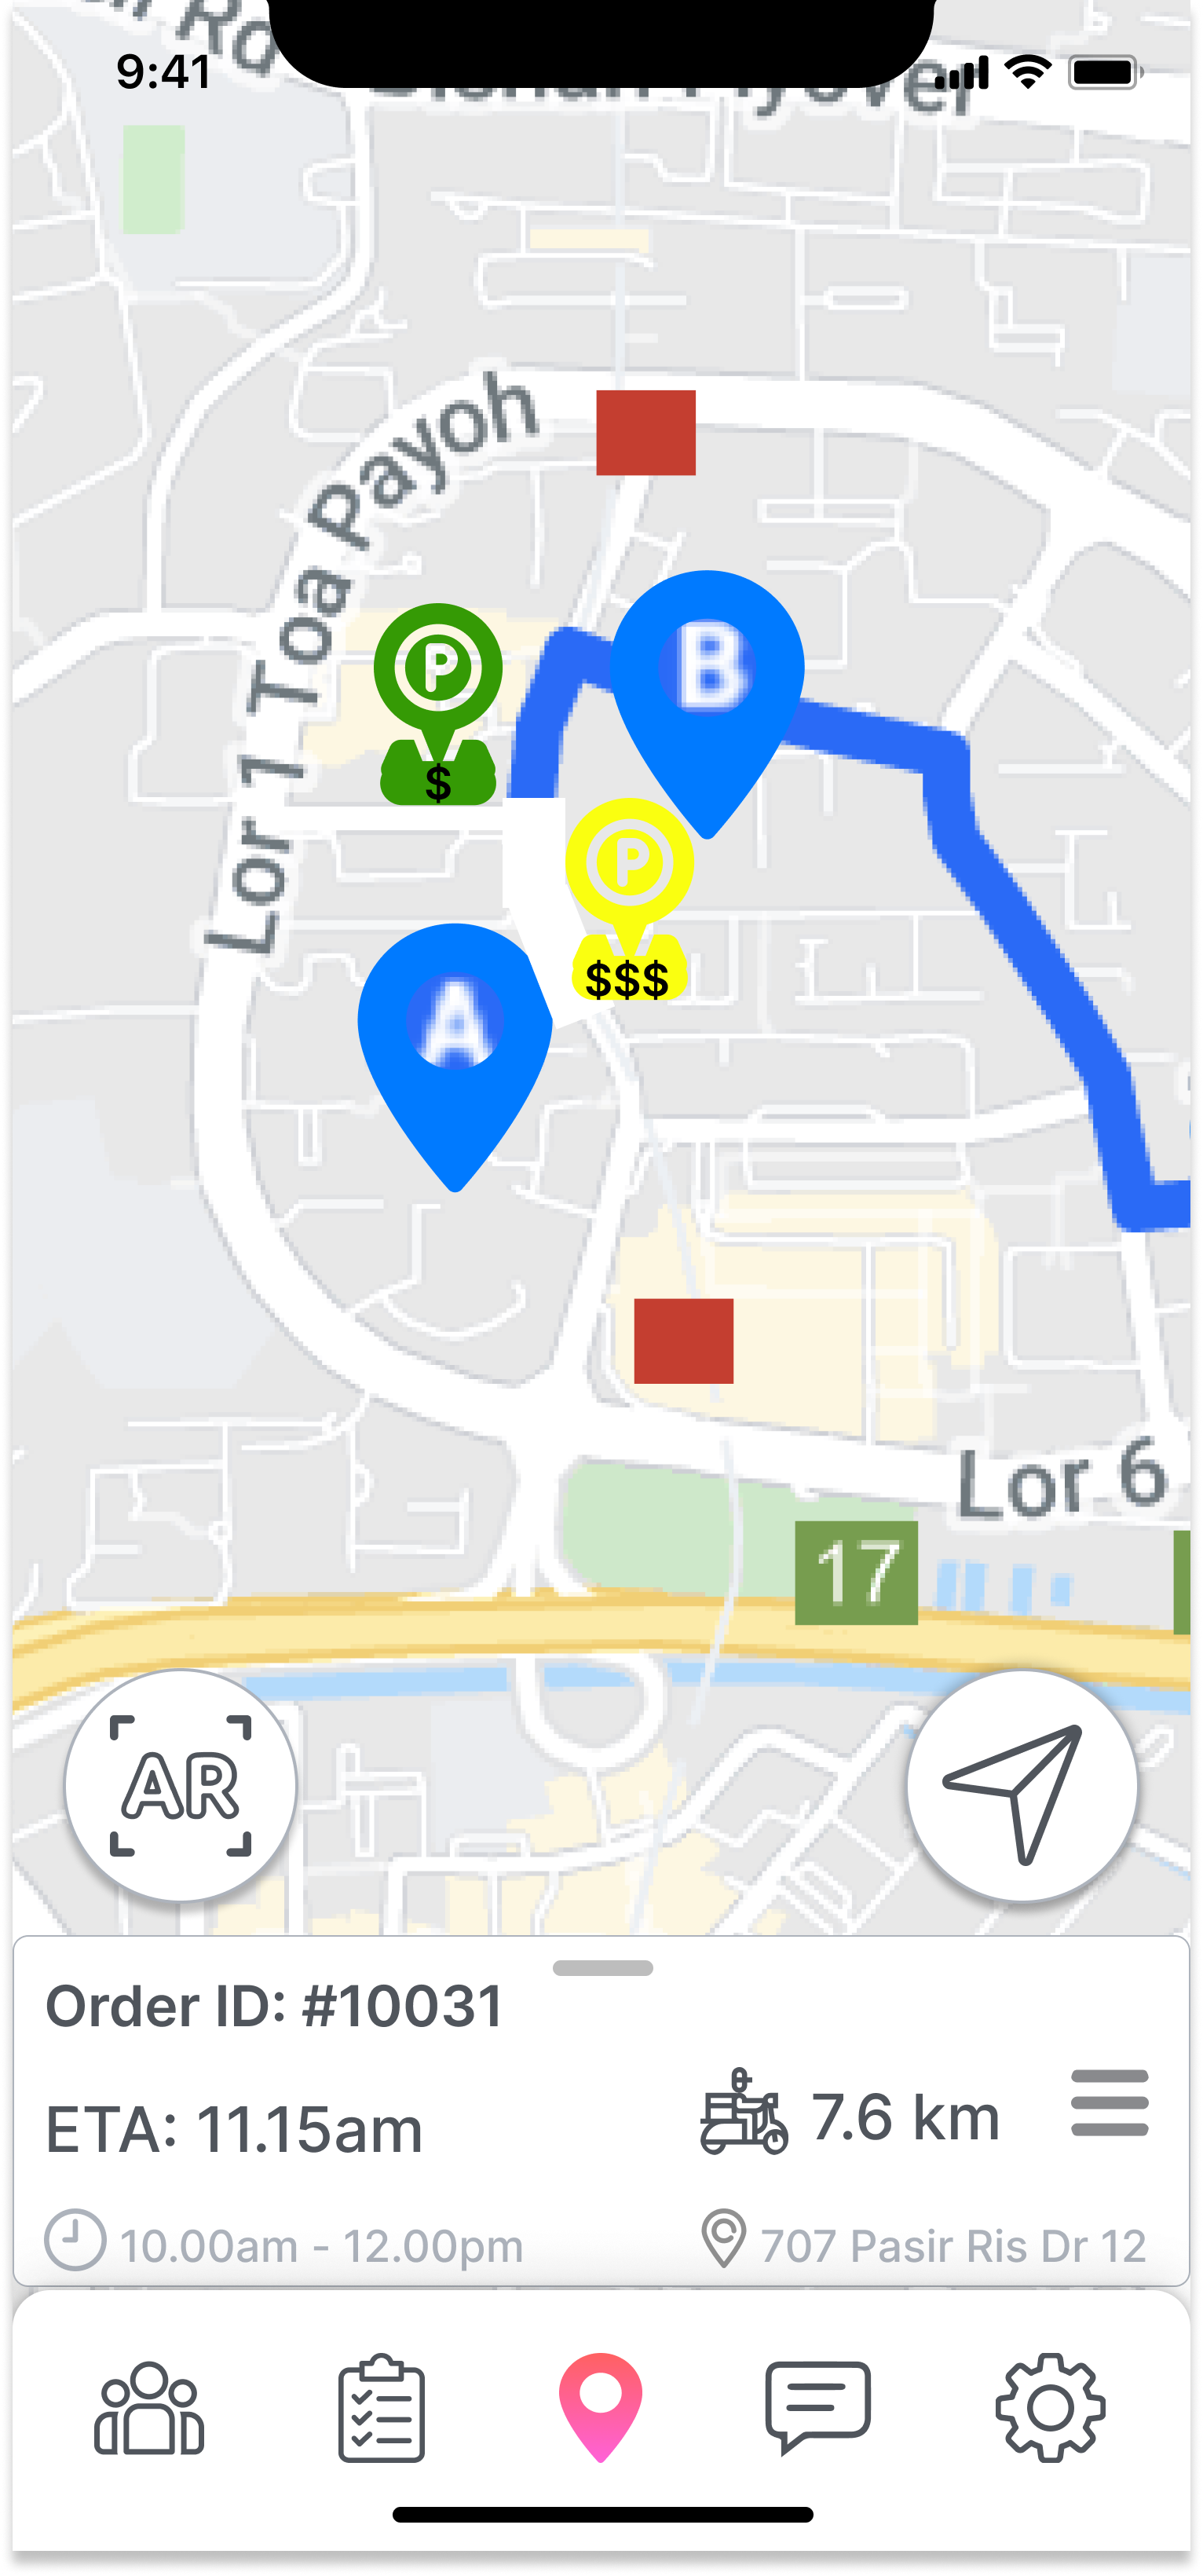 9:41
Rd
Lor 1 Toa Payoh
P
$
B
P
$$$
A
Lor 6
17
AR
Order ID: #10031
ETA: 11.15am
7.6 km
10.00am - 12.00pm
707 Pasir Ris Dr 12